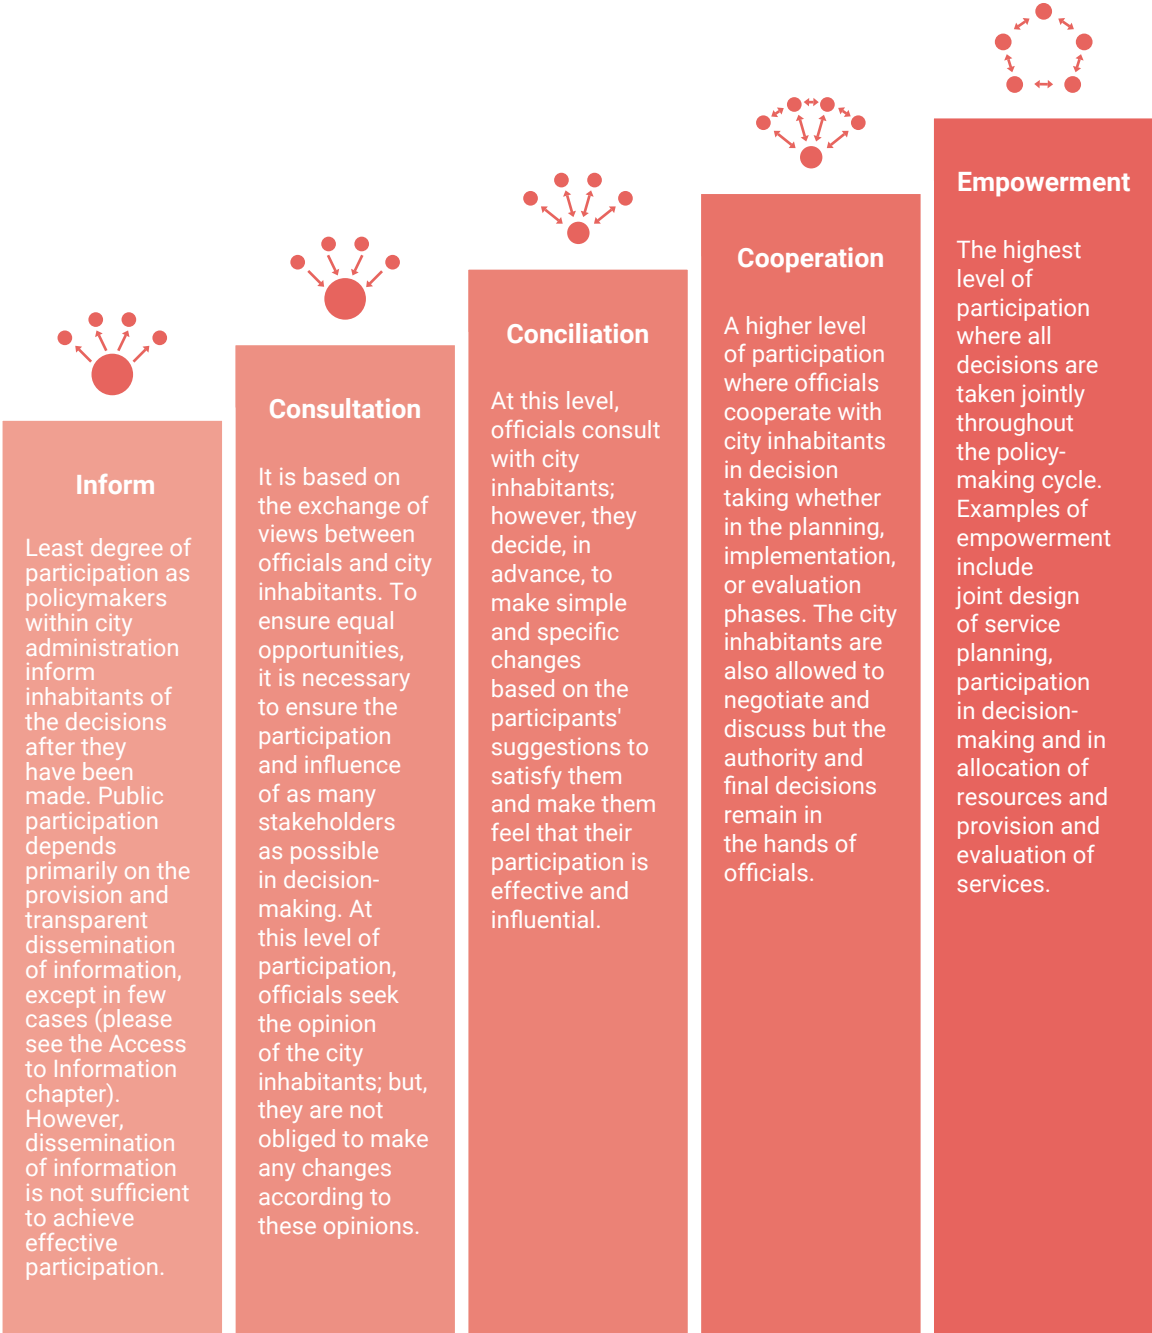 Inform
Least degree of
participation as
policymakers
within city
administration
inform
inhabitants of
the decisions
after they
have been
made. Public
participation
depends
primarily on the
provision and
transparent
dissemination
of information,
except in few
cases (please
see the Access
to Information
chapter).
However,
dissemination
of information
is not sufficient
to achieve
effective
participation.
Consultation
It is based on
the exchange of
views between
officials and city
inhabitants. To
ensure equal
opportunities,
it is necessary
to ensure the
participation
and influence
of as many
stakeholders
as possible
in decision-
making. At
this level of
participation,
officials seek
the opinion
of the city
inhabitants; but,
they are not
obliged to make
any changes
according to
these opinions.
Conciliation
At this level,
officials consult
with city
inhabitants;
however, they
decide, in
advance, to
make simple
and specific
changes
based on the
participants'
suggestions to
satisfy them
and make them
feel that their
participation is
effective and
influential.
Cooperation
A higher level
of participation
where officials
cooperate with
city inhabitants
in decision
taking whether
in the planning,
implementation,
or evaluation
phases. The city
inhabitants are
also allowed to
negotiate and
discuss but the
authority and
final decisions
remain in
the hands of
officials.
Empowerment
The highest
level of
participation
where all
decisions are
taken jointly
throughout
the policy-
making cycle.
Examples of
empowerment
include
joint design
of service
planning,
participation
in decision-
making and in
allocation of
resources and
provision and
evaluation of
services.